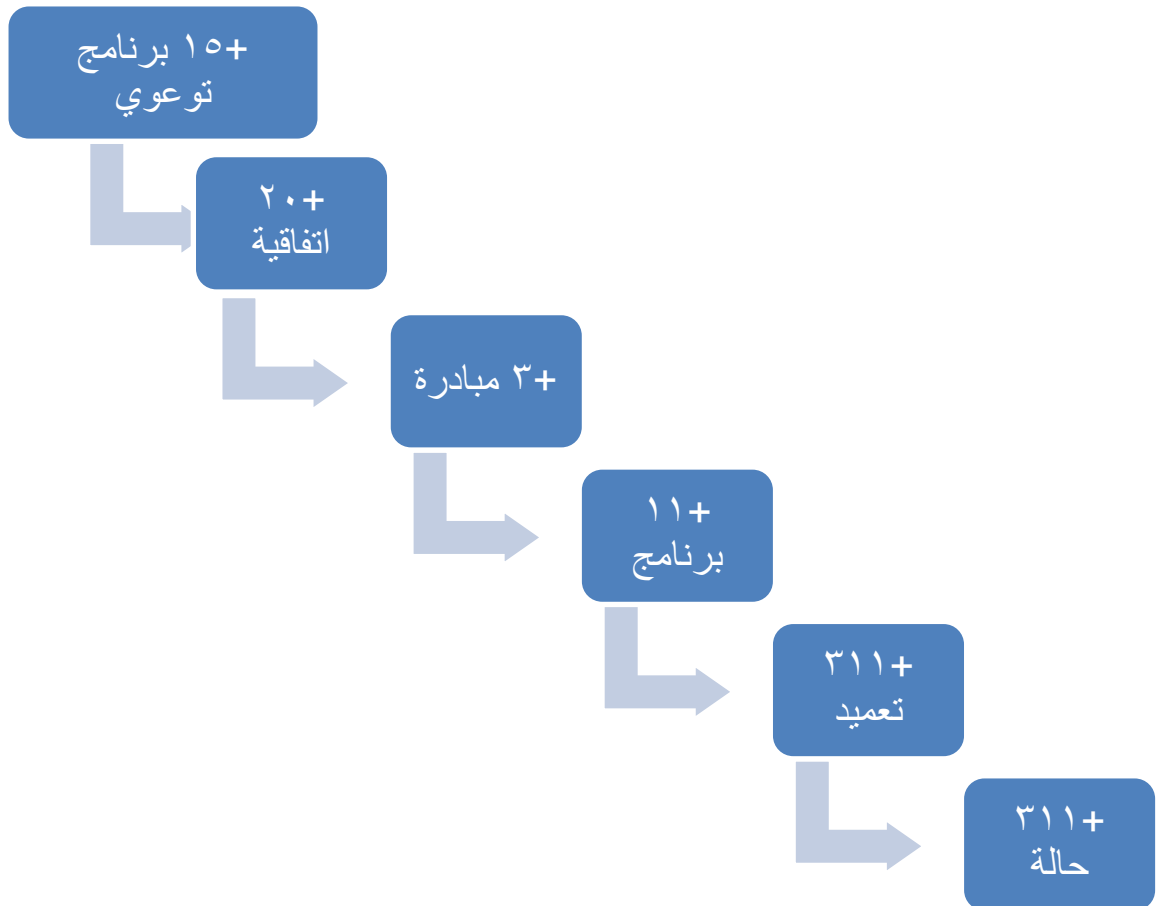 +١٥ برنامج
توعوي
+٢٠
اتفاقية
+٣ مبادرة
+١١
برنامج
+٣١١
تعميد
+٣١١
حالة